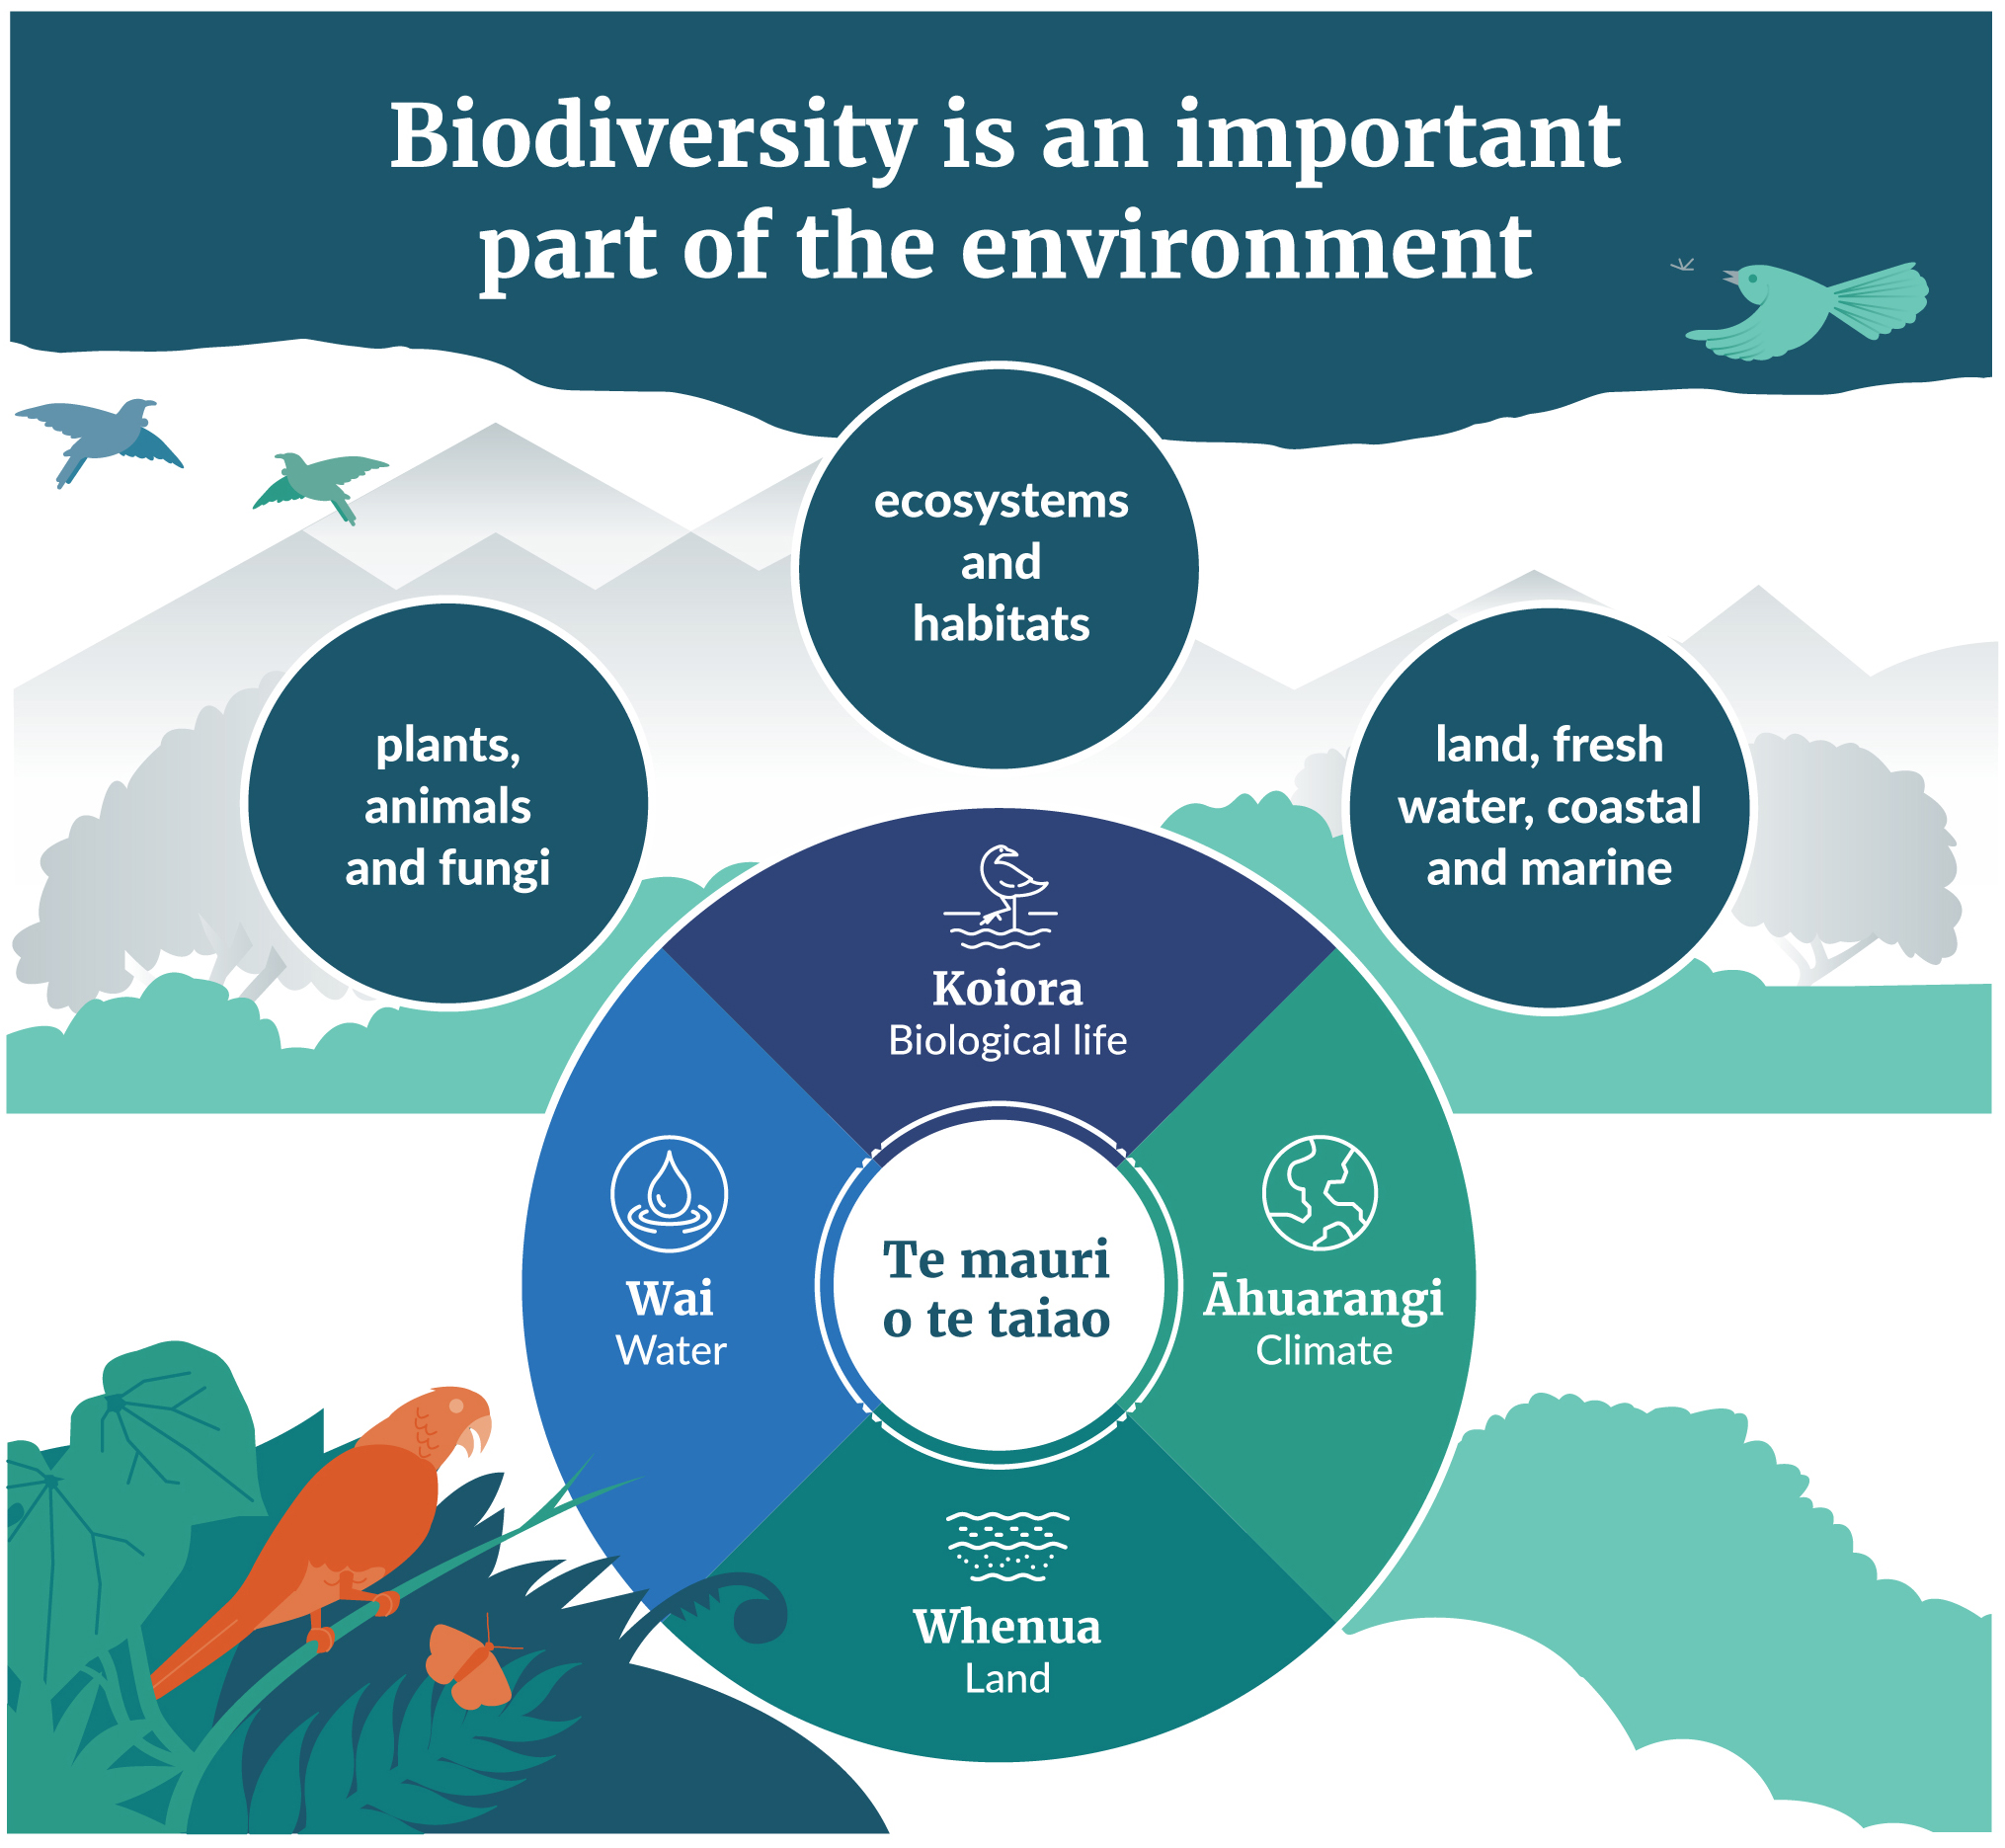 Biodiversity is an important
part of the environment
ecosystems
and
habitats
plants,
animals
and fungi
land, fresh
water, coastal
and marine
Koiora
Biological life
Wai
Water
Te mauri
o te taiao
Āhuarangi
Climate
Whenua
Land